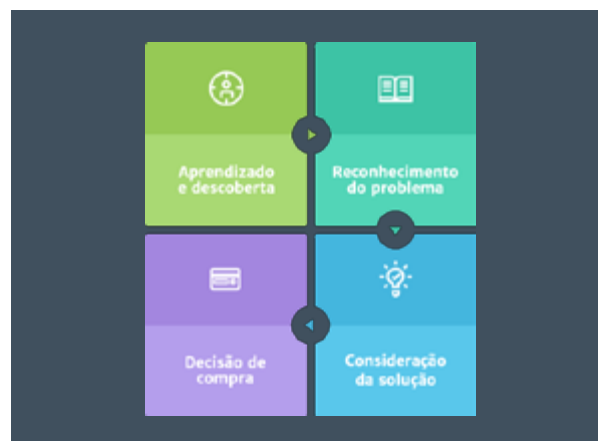 Aprendizado
e descoberta
Reconhecimento
do problema
Decisão de
compra
Consideração
da solução